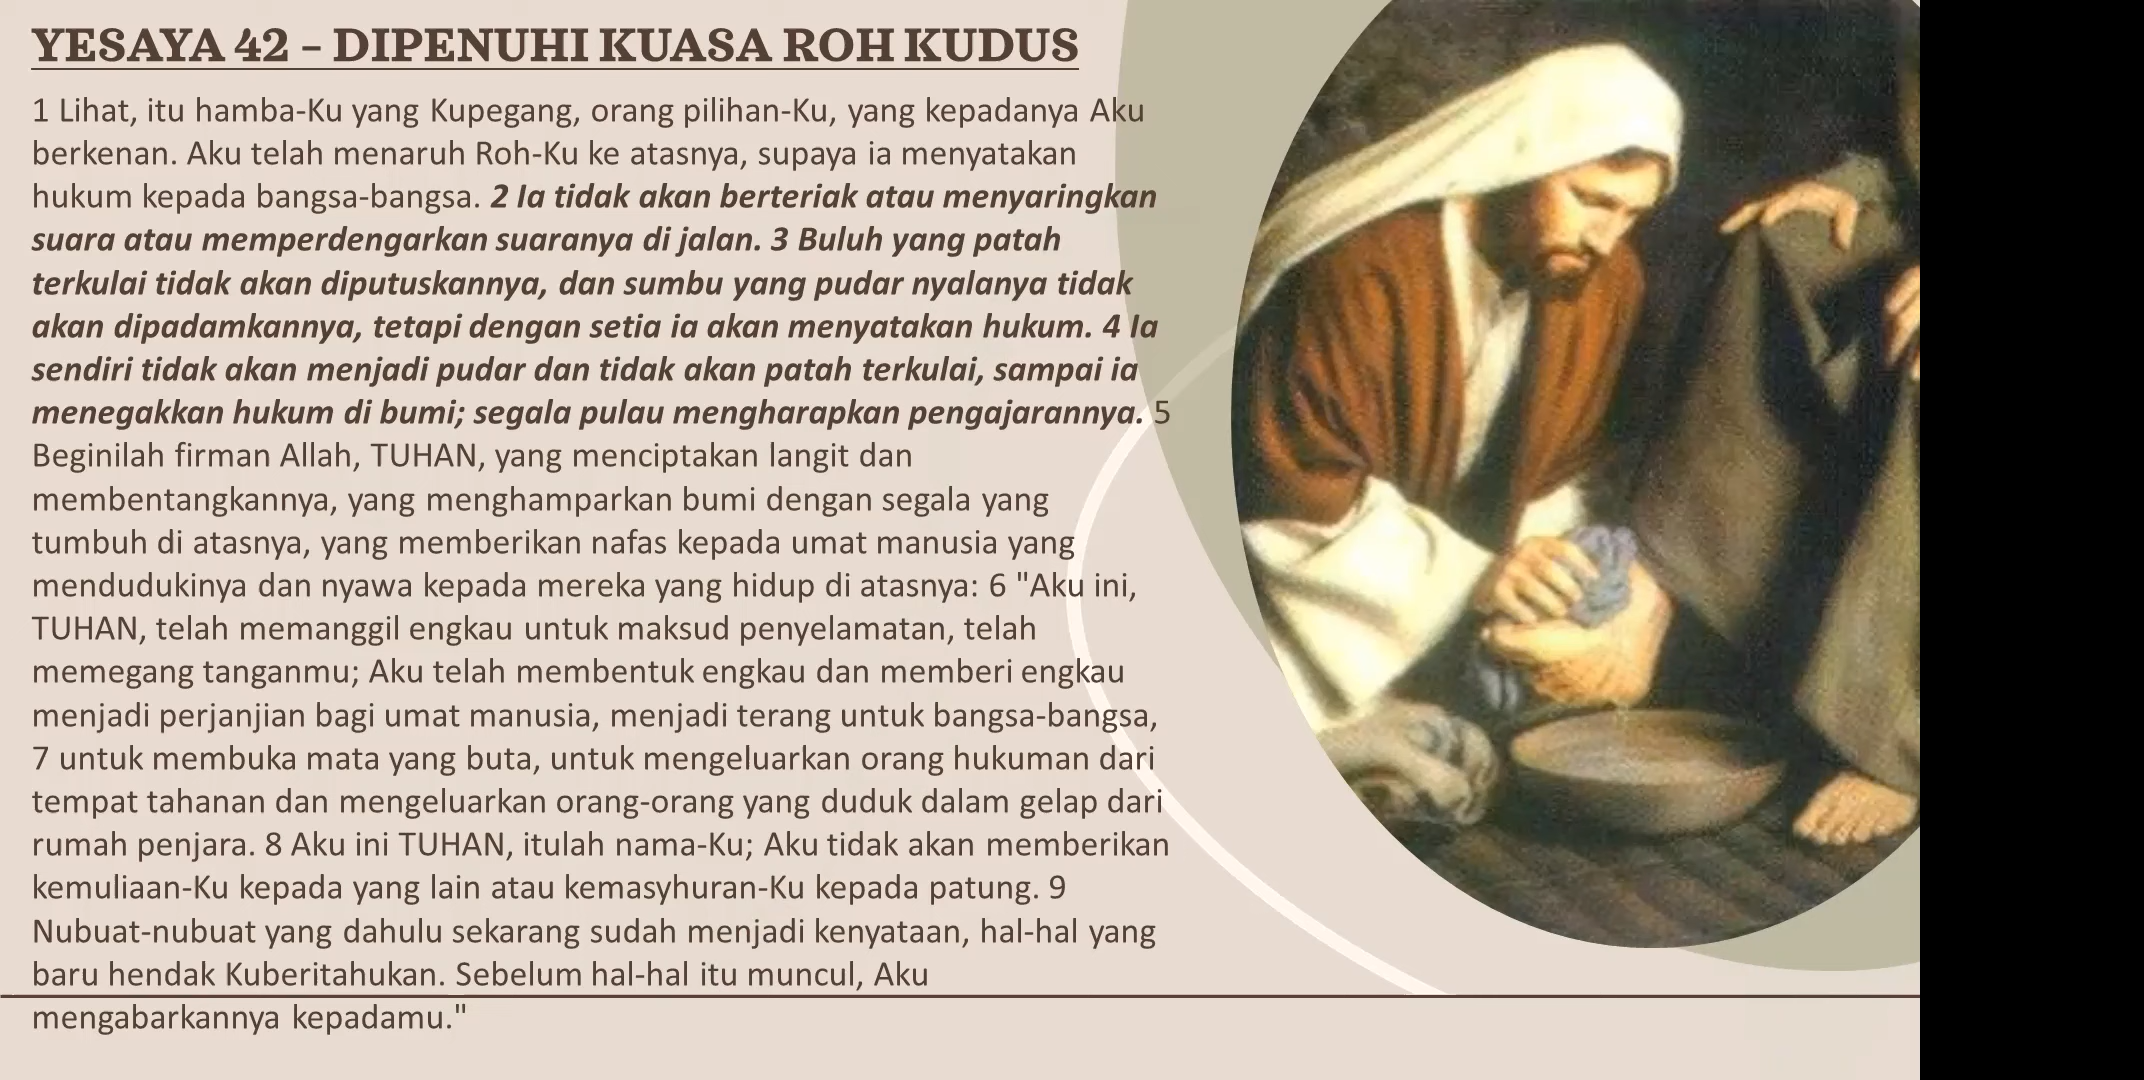 YESAYA 42 – DIPENUHI KUASA ROH KUDUS
1 Lihat, itu hamba-Ku yang Kupegang, orang pilihan-Ku, yang kepadanya Aku
berkenan. Aku telah menaruh Roh-Ku ke atasnya, supaya ia menyatakan
hukum kepada bangsa-bangsa. 2 Ia tidak akan berteriak atau menyaringkan
suara atau memperdengarkan suaranya di jalan. 3 Buluh yang patah
terkulai tidak akan diputuskannya, dan sumbu yang pudar nyalanya tidak
akan dipadamkannya, tetapi dengan setia ia akan menyatakan hukum. 4 Ia
sendiri tidak akan menjadi pudar dan tidak akan patah terkulai, sampai ia
menegakkan hukum di bumi; segala pulau mengharapkan pengajarannya. 5
Beginilah firman Allah, TUHAN, yang menciptakan langit dan
membentangkannya, yang menghamparkan bumi dengan segala yang
tumbuh di atasnya, yang memberikan nafas kepada umat manusia yang
mendudukinya dan nyawa kepada mereka yang hidup di atasnya: 6 "Aku ini,
TUHAN, telah memanggil engkau untuk maksud penyelamatan, telah
memegang tanganmu; Aku telah membentuk engkau dan memberi engkau
menjadi perjanjian bagi umat manusia, menjadi terang untuk bangsa-bangsa,
7 untuk membuka mata yang buta, untuk mengeluarkan orang hukuman dari
tempat tahanan dan mengeluarkan orang-orang yang duduk dalam gelap dari
rumah penjara. 8 Aku ini TUHAN, itulah nama-Ku; Aku tidak akan memberikan
kemuliaan-Ku kepada yang lain atau kemasyhuran-Ku kepada patung. 9
Nubuat-nubuat yang dahulu sekarang sudah menjadi kenyataan, hal-hal yang
baru hendak Kuberitahukan. Sebelum hal-hal itu muncul, Aku
mengabarkannya kepadamu."